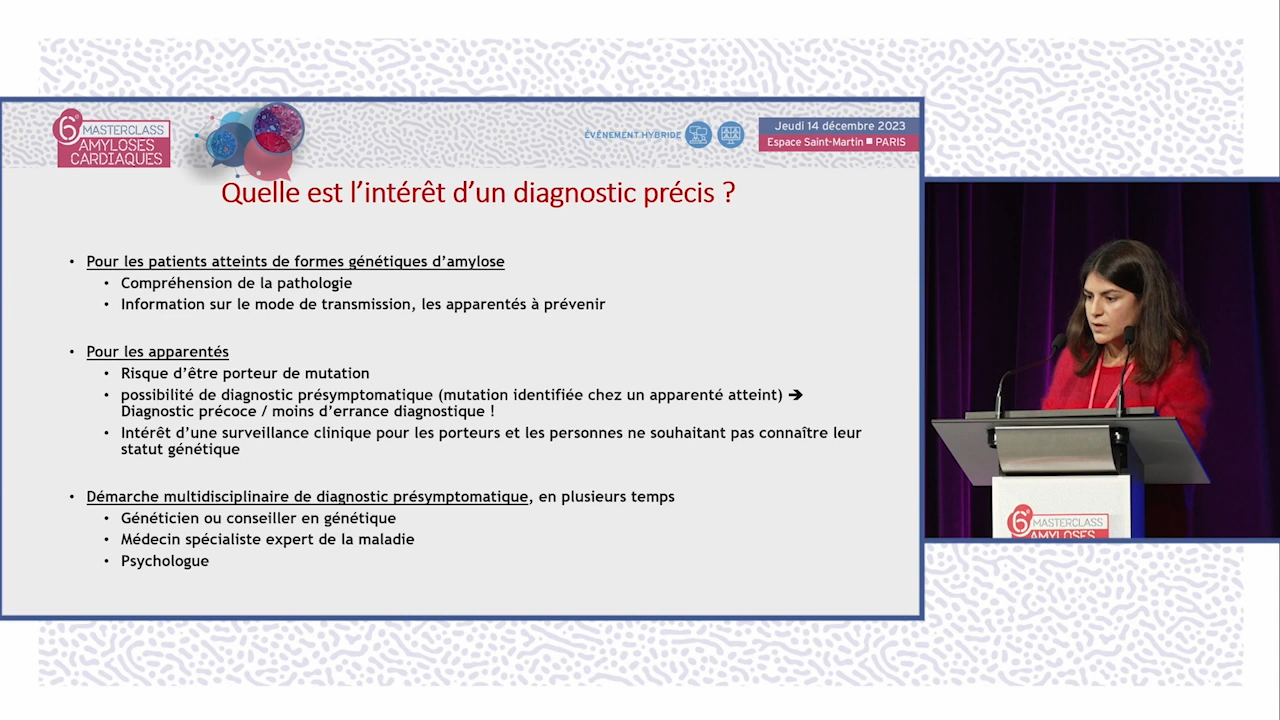 6e MASTERCLASS
AMYLOSES
CARDIAQUES
ÉVÉNEMENT HYBRIDE
Jeudi 14 décembre 2023
Espace Saint-Martin ■ PARIS
Quelle est l’intérêt d’un diagnostic précis ?
• Pour les patients atteints de formes génétiques d’amylose
• Compréhension de la pathologie
• Information sur le mode de transmission, les apparentés à prévenir
• Pour les apparentés
• Risque d’être porteur de mutation
• possibilité de diagnostic présymptomatique (mutation identifiée chez un apparenté atteint) ➔
Diagnostic précoce / moins d’errance diagnostique !
• Intérêt d’une surveillance clinique pour les porteurs et les personnes ne souhaitant pas connaître leur
statut génétique
• Démarche multidisciplinaire de diagnostic présymptomatique, en plusieurs temps
• Généticien ou conseiller en génétique
• Médecin spécialiste expert de la maladie
• Psychologue
6e MASTERCLASS
AMYLOSES